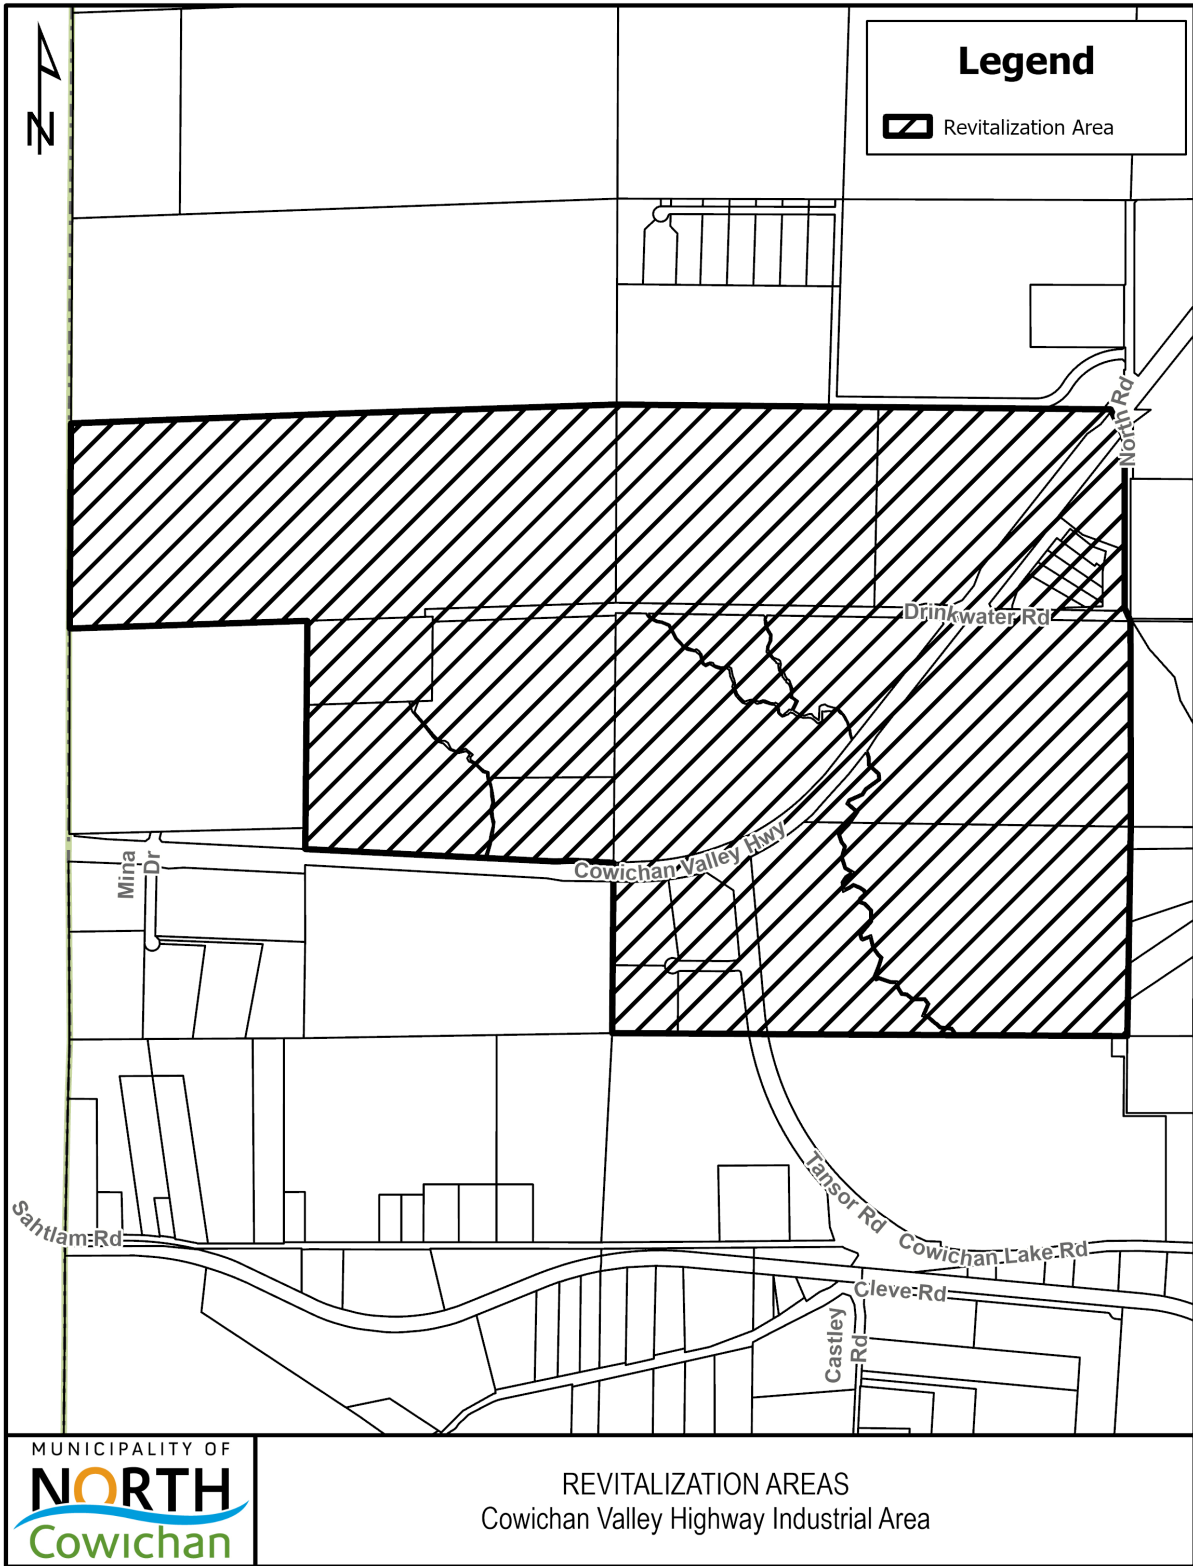 N
Legend
Revitalization Area
North Rd
Drinkwater Rd
Cowichan Valley Hwy
Mina
Dr
Tansor Rd
Sahtlam Rd
Cowichan Lake Rd
Cleve Rd
Castley
Rd
MUNICIPALITY OF
NORTH
Cowichan
REVITALIZATION AREAS
Cowichan Valley Highway Industrial Area